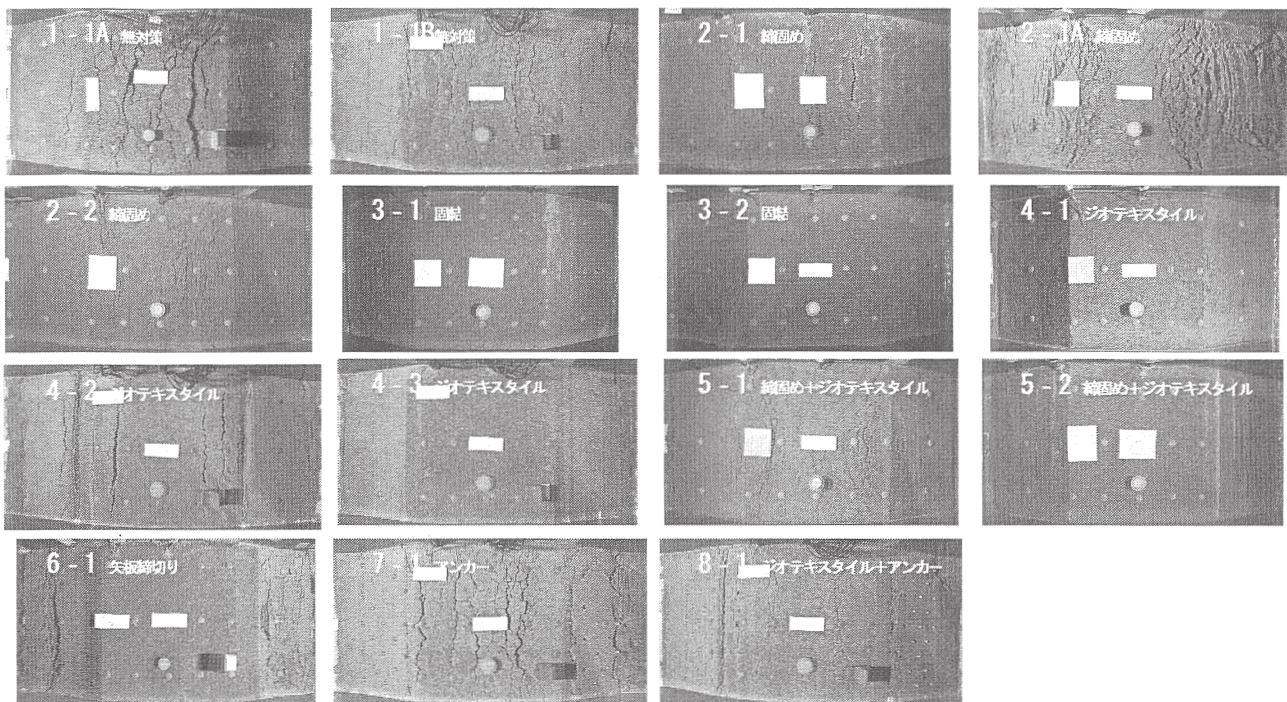 1-1A 無対策
1-1B 無対策
2-1 締固め
2-1A 締固め
2-2 締固め
3-1 固結
3-2 固結
4-1 ジオテキスタイル
4-2 ジオテキスタイル
4-3 ジオテキスタイル
5-1 締固め+ジオテキスタイル
5-2 締固め+ジオテキスタイル
6-1 矢板締切り
7-1 アンカー
8-1 ジオテキスタイル+アンカー